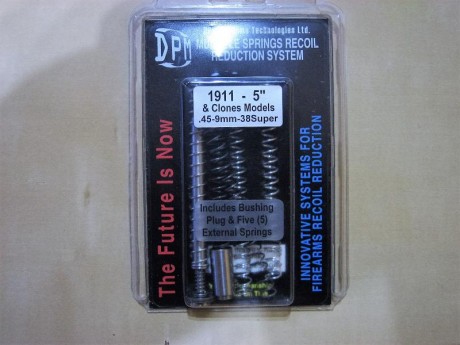 DPM
Technologies Ltd.
SPRINGS RECOIL
REDUCTION SYSTEM
1911 - 5"
& Clones Models
.45-9mm-38Super
Includes Bushing
Plug & Five (5)
External Springs
The Future Is Now
INNOVATIVE SYSTEMS FOR
FIREARMS RECOIL REDUCTION